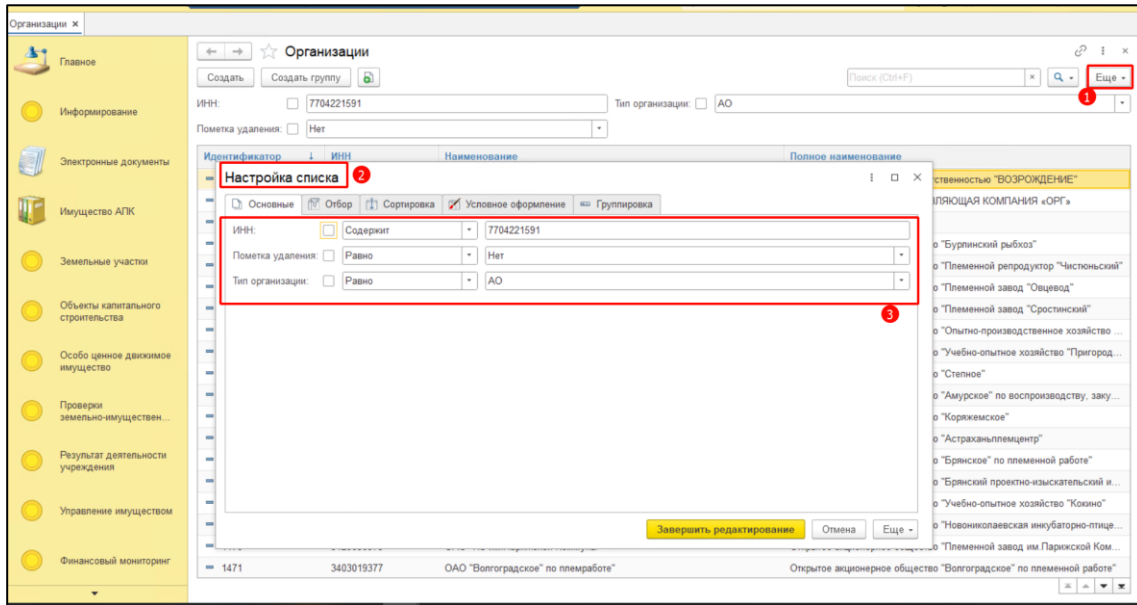 Организации ×
Главное
Информирование
Электронные документы
Имущество АПК
Земельные участки
Объекты капитального
строительства
Особо ценное движимое
имущество
Проверки
земельно-имуществен...
Результат деятельности
учреждения
Управление имуществом
Финансовый мониторинг
Организации
Создать Создать группу Поиск (Ctrl+F) × Еще
1
ИНН: 7704221591 Тип организации: АО
Пометка удаления: Нет
Идентификатор ↓ ИНН Наименование Полное наименование
Настройка списка 2
Основные Отбор Сортировка Условное оформление Группировка
ИНН: Содержит 7704221591
Пометка удаления: Равно Нет
Тип организации: Равно АО
3
Завершить редактирование Отмена Еще
ственностью "ВОЗРОЖДЕНИЕ"
ЛЯЮЩАЯ КОМПАНИЯ «ОРГ»
о "Бурлинский рыбхоз"
о "Племенной репродуктор "Чистюньский"
о "Племенной завод "Овцевод"
о "Племенной завод "Сростинский"
о "Опытно-производственное хозяйство ...
о "Учебно-опытное хозяйство "Пригород...
о "Степное"
о "Амурское" по воспроизводству, заку...
о "Коряжемское"
о "Астраханьплемцентр"
о "Брянское" по племенной работе"
о "Брянский проектно-изыскательский и...
о "Учебно-опытное хозяйство "Кокино"
о "Новониколаевская инкубаторно-птице...
о "Племенной завод им.Парижской Ком...
1471 3403019377 ОАО "Волгоградское" по племработе" Открытое акционерное общество "Волгоградское" по племенной работе"